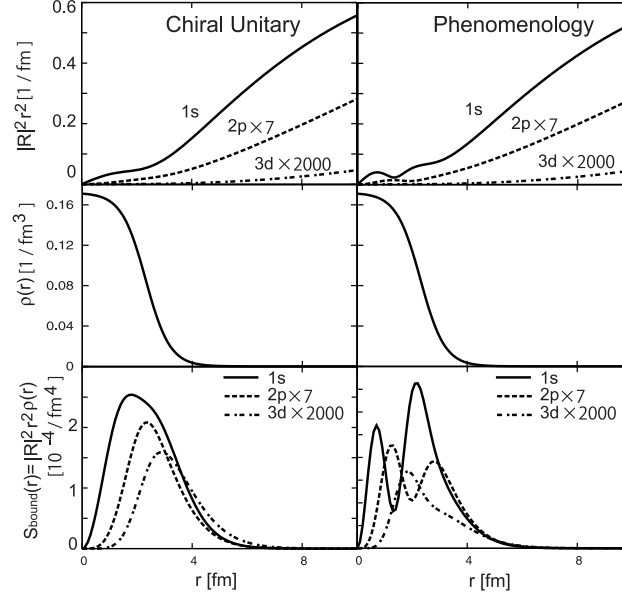 Chiral Unitary
Phenomenology
|R|²r² [1 / fm]
0.6
0.4
0.2
0
1s
2p×7
3d×2000
1s
2p×7
3d×2000
ρ(r) [1/ fm³]
0.16
0.12
0.08
0.04
0
Sbound(r)=|R|²r²ρ(r)
[10⁻⁴/ fm⁴]
2
1
0
1s
2p×7
3d×2000
1s
2p×7
3d×2000
0 4 8
0 4 8
r [fm]
r [fm]